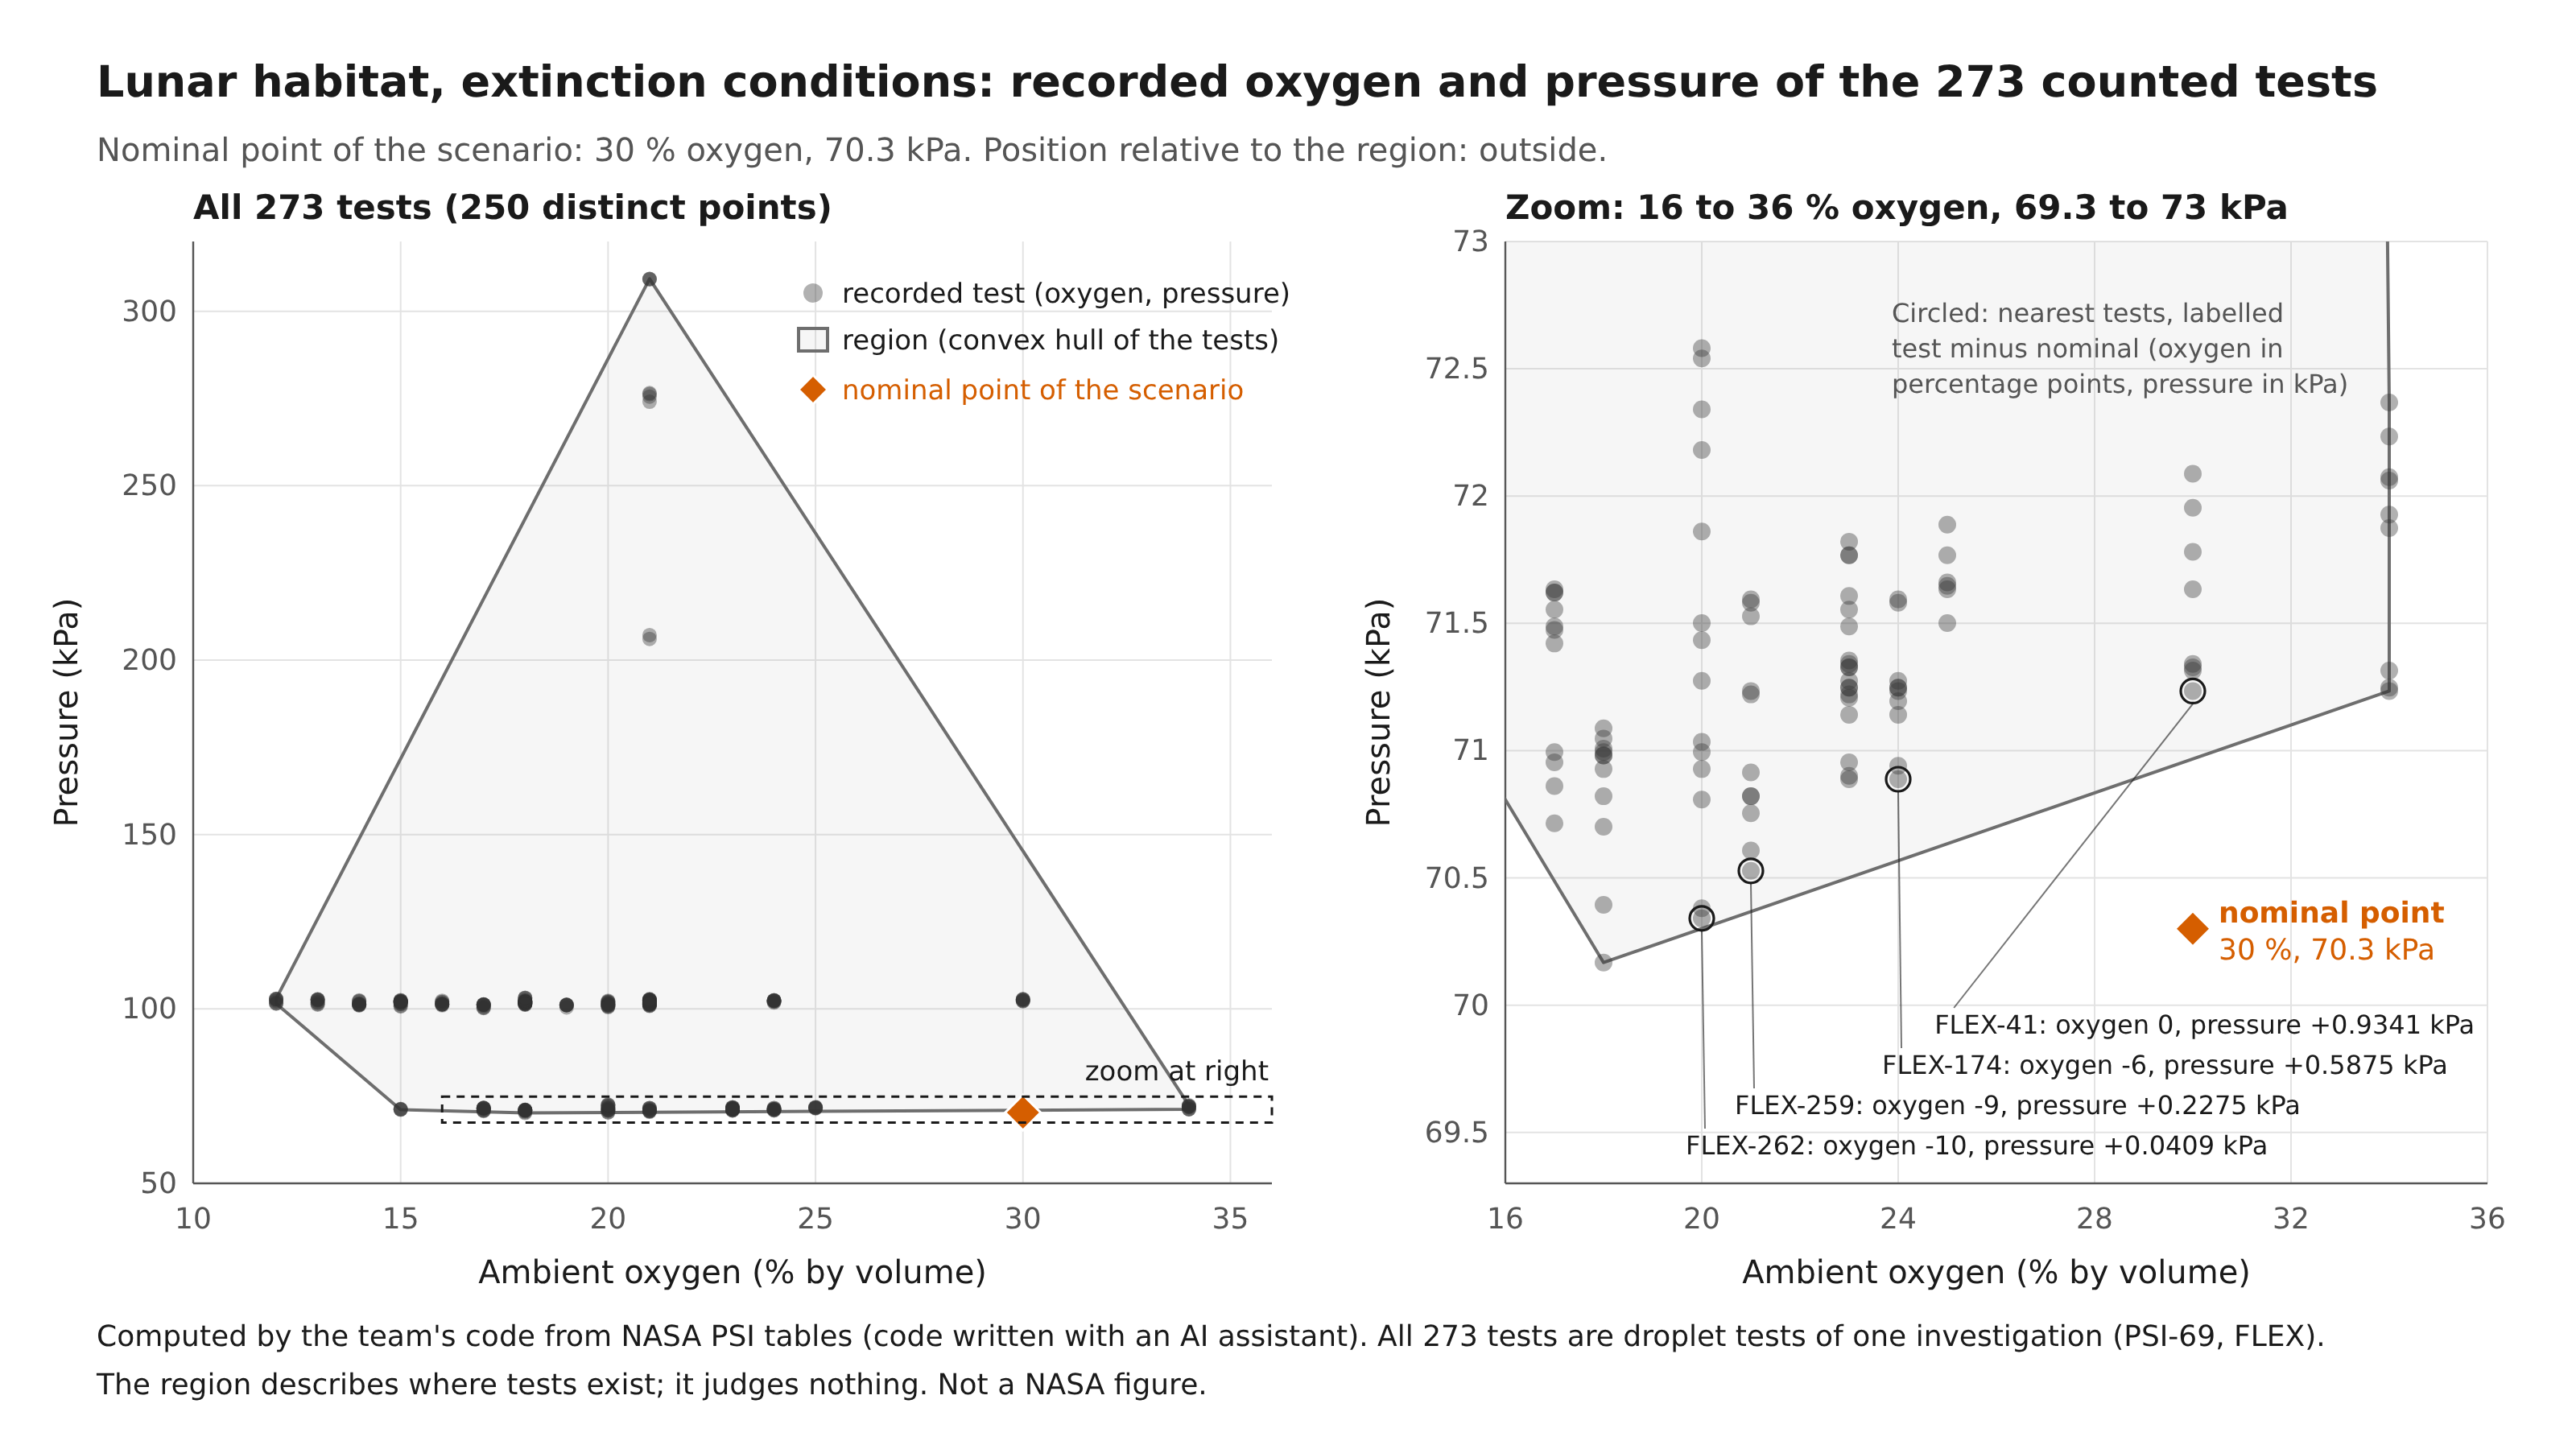 Lunar habitat, extinction conditions: recorded oxygen and pressure of the 273 counted tests
Nominal point of the scenario: 30 % oxygen, 70.3 kPa. Position relative to the region: outside.
All 273 tests (250 distinct points)
recorded test (oxygen, pressure)
region (convex hull of the tests)
nominal point of the scenario
zoom at right
300
250
200
150
100
50
10 15 20 25 30 35
Pressure (kPa)
Ambient oxygen (% by volume)
Zoom: 16 to 36 % oxygen, 69.3 to 73 kPa
Circled: nearest tests, labelled
test minus nominal (oxygen in
percentage points, pressure in kPa)
nominal point
30 %, 70.3 kPa
FLEX-41: oxygen 0, pressure +0.9341 kPa
FLEX-174: oxygen -6, pressure +0.5875 kPa
FLEX-259: oxygen -9, pressure +0.2275 kPa
FLEX-262: oxygen -10, pressure +0.0409 kPa
73
72.5
72
71.5
71
70.5
70
69.5
16 20 24 28 32 36
Pressure (kPa)
Ambient oxygen (% by volume)
Computed by the team's code from NASA PSI tables (code written with an AI assistant). All 273 tests are droplet tests of one investigation (PSI-69, FLEX).
The region describes where tests exist; it judges nothing. Not a NASA figure.